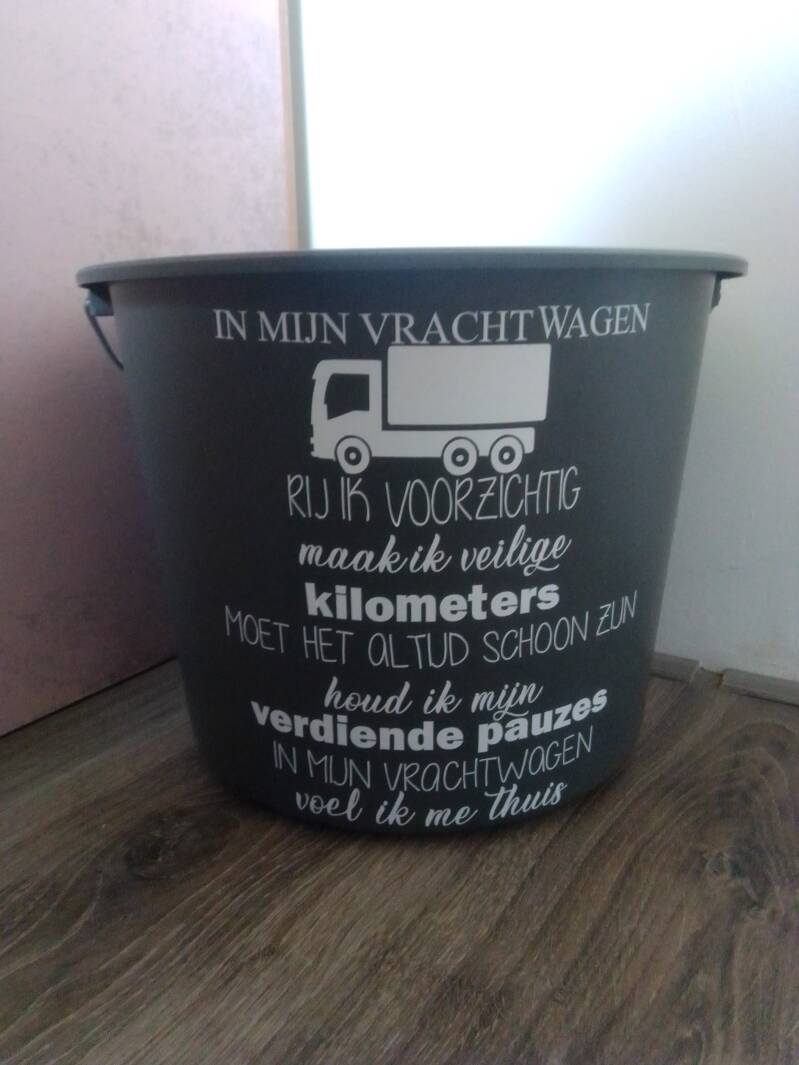 IN MIJN VRACHTWAGEN
RIJ IK VOORZICHTIG
maak ik veilige
kilometers
MOET HET ALTIJD SCHOON ZIJN
houd ik mijn
verdiende pauzes
IN MIJN VRACHTWAGEN
voel ik me thuis